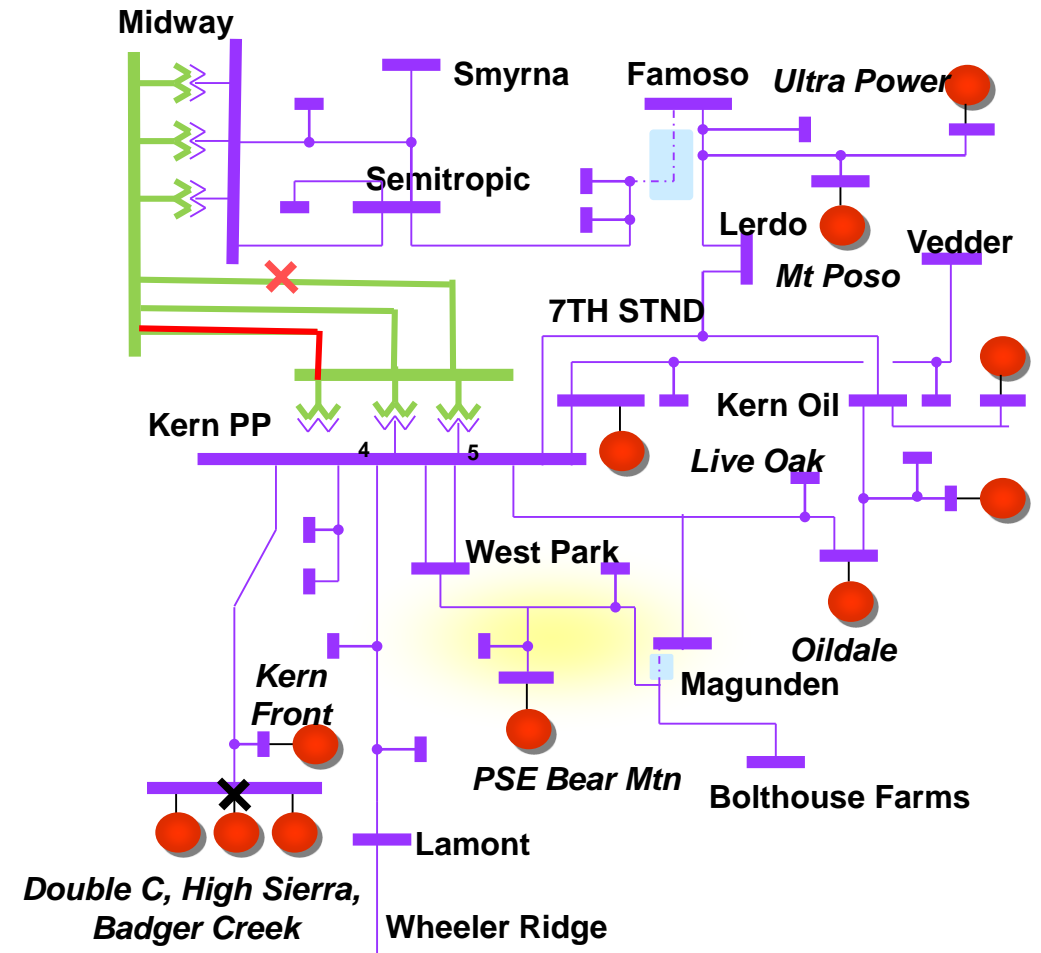 Midway
Smyrna
Famoso
Ultra Power
Semitropic
Lerdo
Vedder
Mt Poso
7TH STND
Kern PP
Kern Oil
4
5
Live Oak
West Park
Oildale
Kern
Front
Magunden
PSE Bear Mtn
Bolthouse Farms
Lamont
Double C, High Sierra,
Badger Creek
Wheeler Ridge